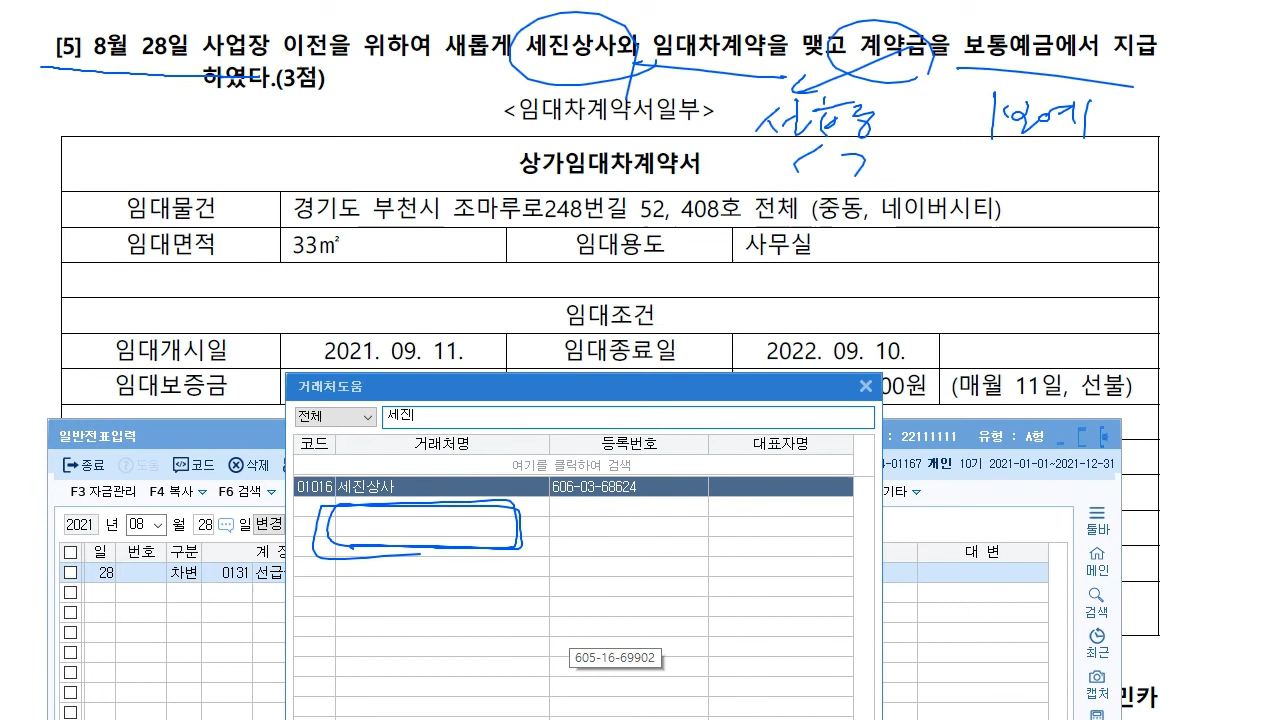 [5] 8월 28일 사업장 이전을 위하여 새롭게 세진상사와 임대차계약을 맺고 계약금을 보통예금에서 지급
하였다.(3점)
<임대차계약서일부>
선급금
보예
상가임대차계약서
임대물건 경기도 부천시 조마루로248번길 52, 408호 전체 (중동, 네이버시티)
임대면적 33㎡ 임대용도 사무실
임대조건
임대개시일 2021. 09. 11. 임대종료일 2022. 09. 10.
임대보증금 00원 (매월 11일, 선불)
거래처도움
전체 세진
코드 거래처명 등록번호 대표자명
여기를 클릭하여 검색
01016 세진상사 606-03-68624
605-16-69902
일반전표입력 : 22111111 유형 : A형
종료 도움 코드 삭제 -01167 개인 10기 2021-01-01~2021-12-31
F3 자금관리 F4 복사 F6 검색 기타
2021 년 08 월 28 일 변경
일 번호 구분 계 정 대 변
28 차변 0131 선급
툴바
메인
검색
최근
캡처
민카